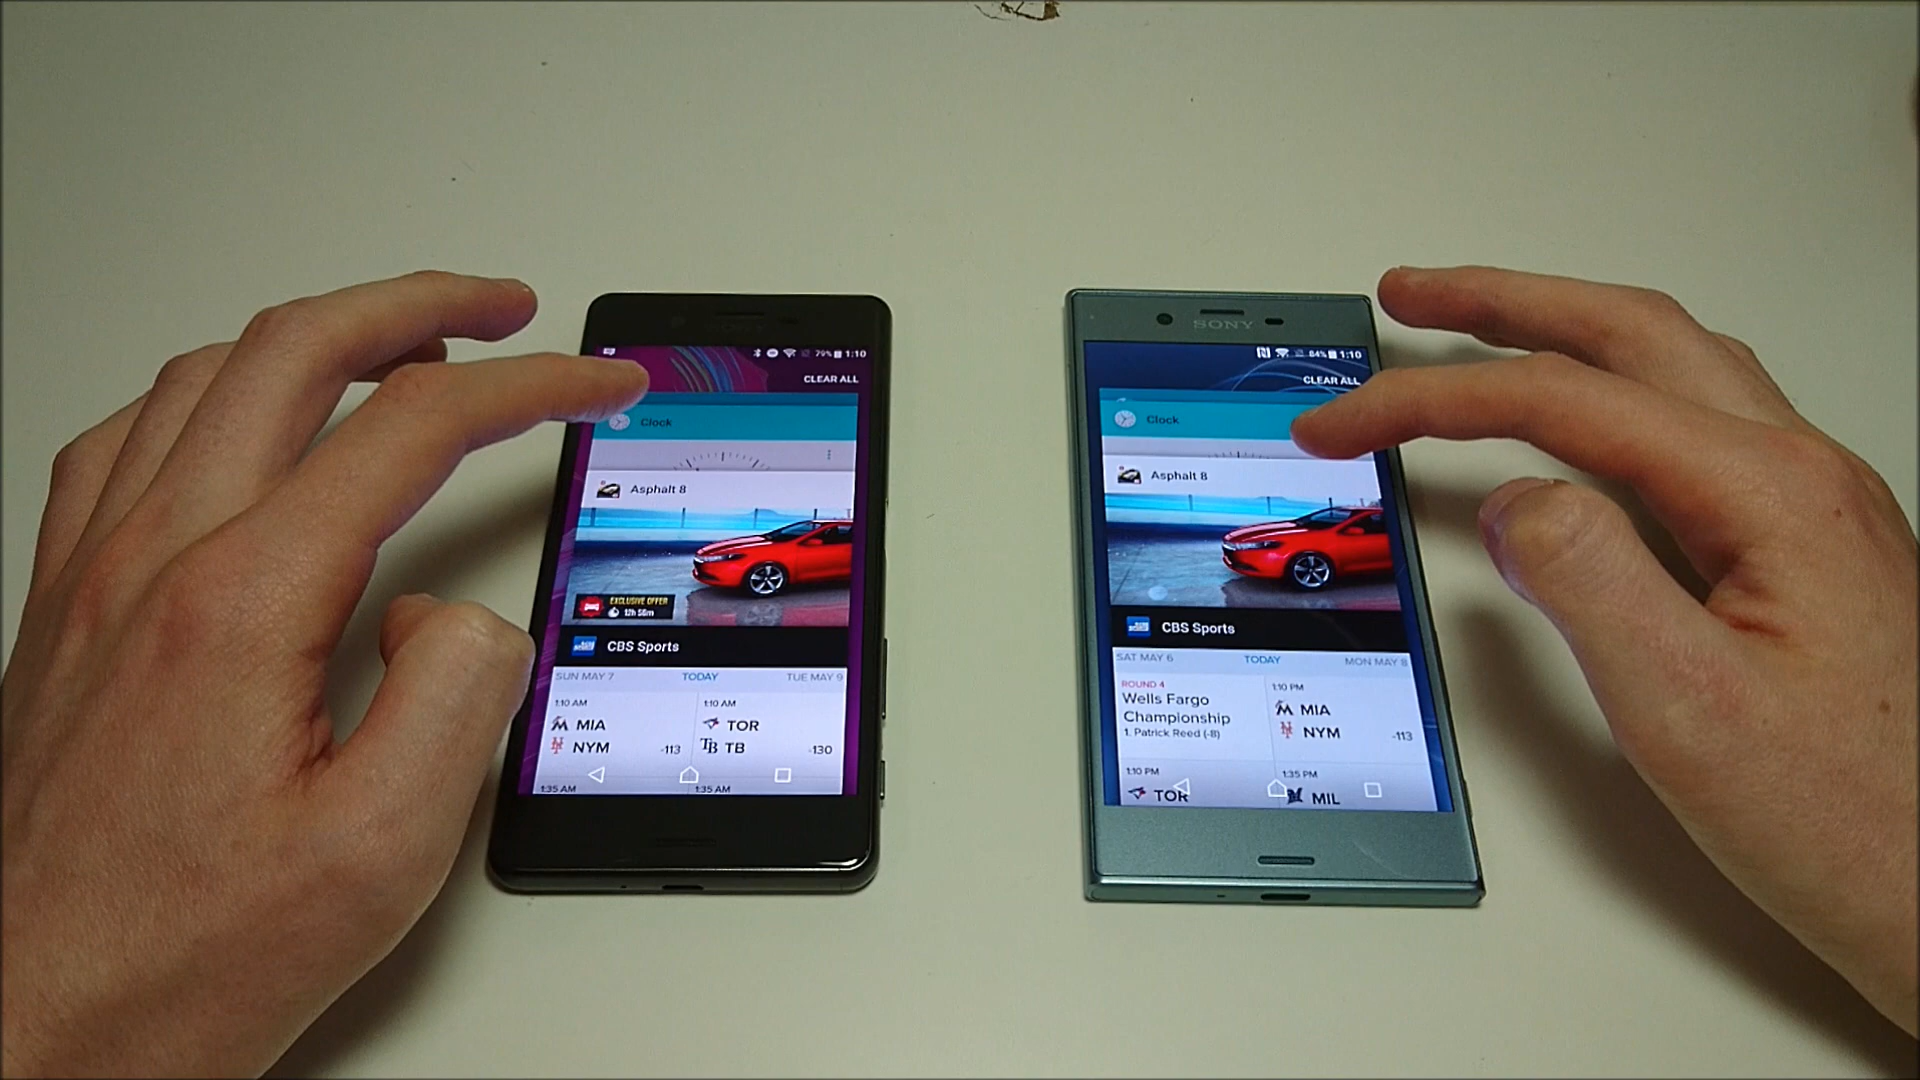 SONY
79% 1:10
CLEAR ALL
Clock
Asphalt 8
EXCLUSIVE OFFER
12h 56m
CBS Sports
SUN MAY 7 TODAY TUE MAY 9
1:10 AM 1:10 AM
MIA TOR
NYM -113 TB -130
1:35 AM 1:35 AM
SONY
84% 1:10
CLEAR ALL
Clock
Asphalt 8
CBS Sports
SAT MAY 6 TODAY MON MAY 8
ROUND 4
Wells Fargo
Championship
1. Patrick Reed (-8)
1:10 PM
MIA
NYM -113
1:10 PM 1:35 PM
TOR MIL